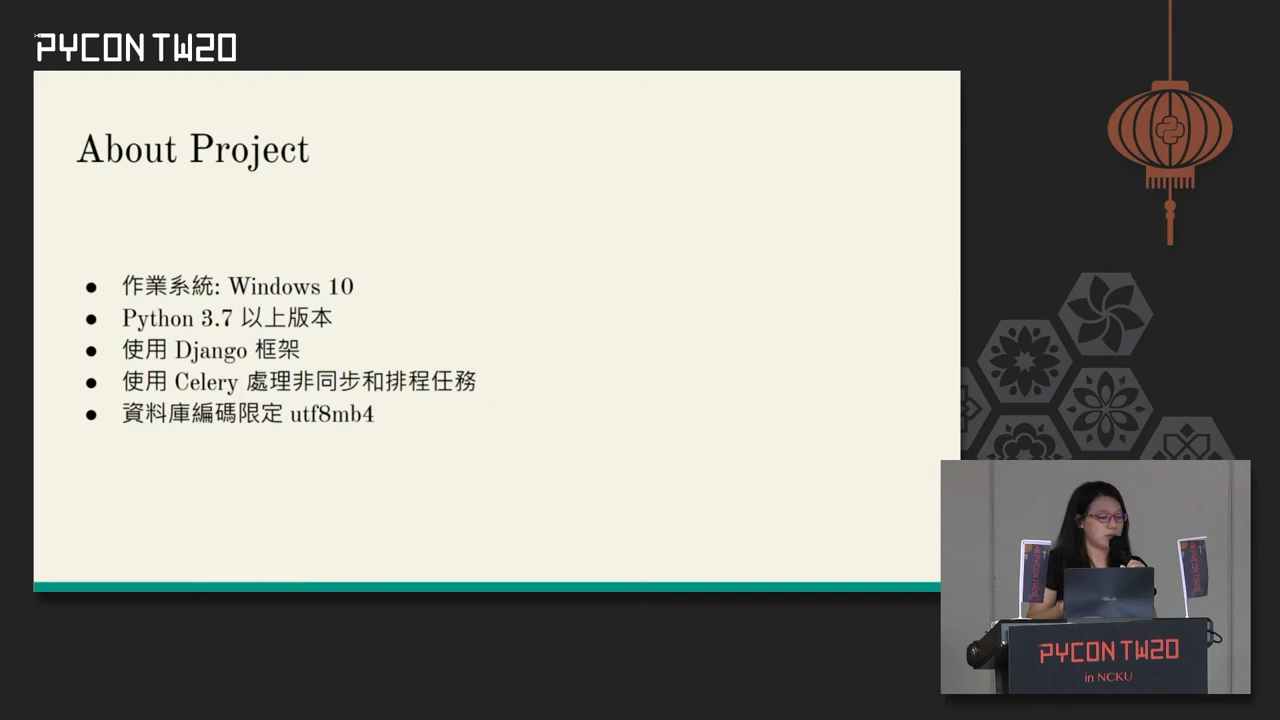 PYCON TW20
About Project
● 作業系統: Windows 10
● Python 3.7 以上版本
● 使用 Django 框架
● 使用 Celery 處理非同步和排程任務
● 資料庫編碼限定 utf8mb4
PYCON TW20
in NCKU